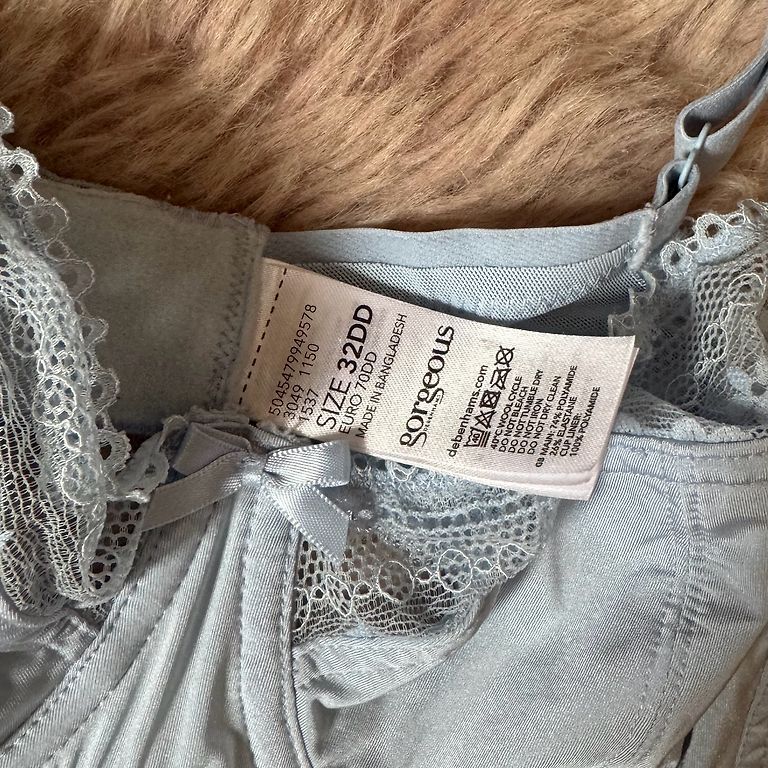 5045479949578
3049 1150
1537
SIZE 32DD
EURO 70DD
MADE IN BANGLADESH
gorgeous
debenhams.com
40°C WOOL CYCLE
DO NOT BLEACH
DO NOT TUMBLE DRY
DO NOT IRON
DO NOT DRY CLEAN
GB MAIN: 74% POLYAMIDE
26% ELASTANE
CUP LINER:
100% POLYAMIDE